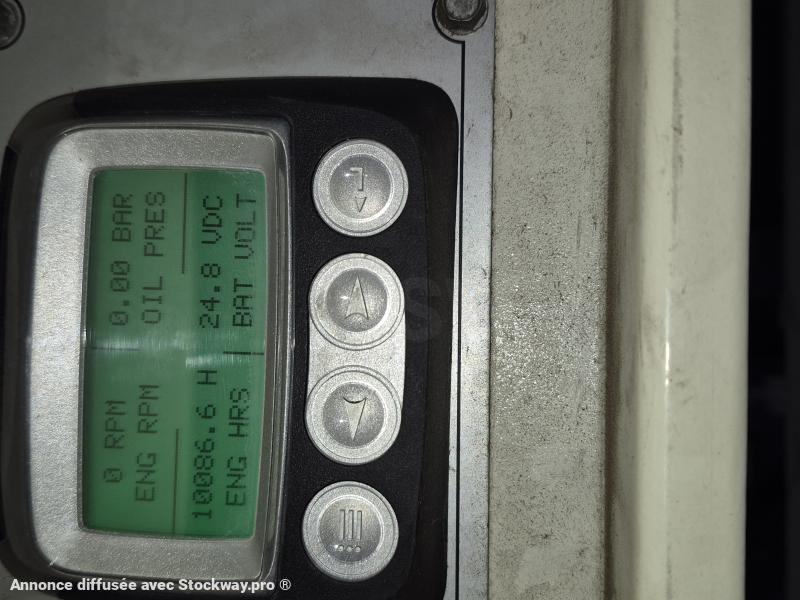 0 RPM
ENG RPM
0.00 BAR
OIL PRES
10086.6 H
ENG HRS
24.8 VDC
BAT VOLT
Annonce diffusée avec Stockway.pro ®